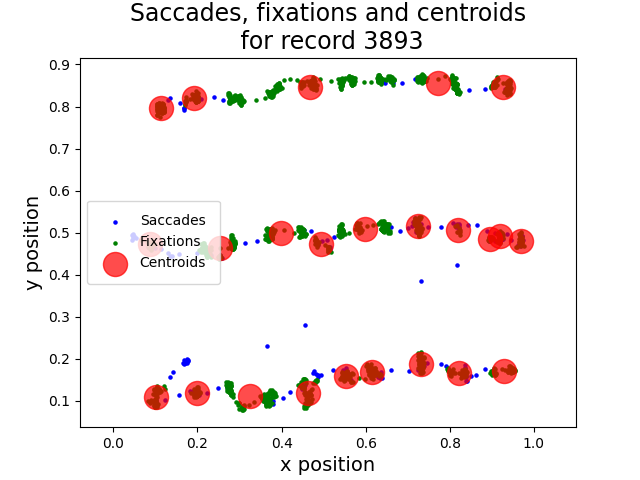 Saccades, fixations and centroids
for record 3893
0.9
0.8
0.7
0.6
0.5
0.4
0.3
0.2
0.1
y position
Saccades
Fixations
Centroids
0.0 0.2 0.4 0.6 0.8 1.0
x position